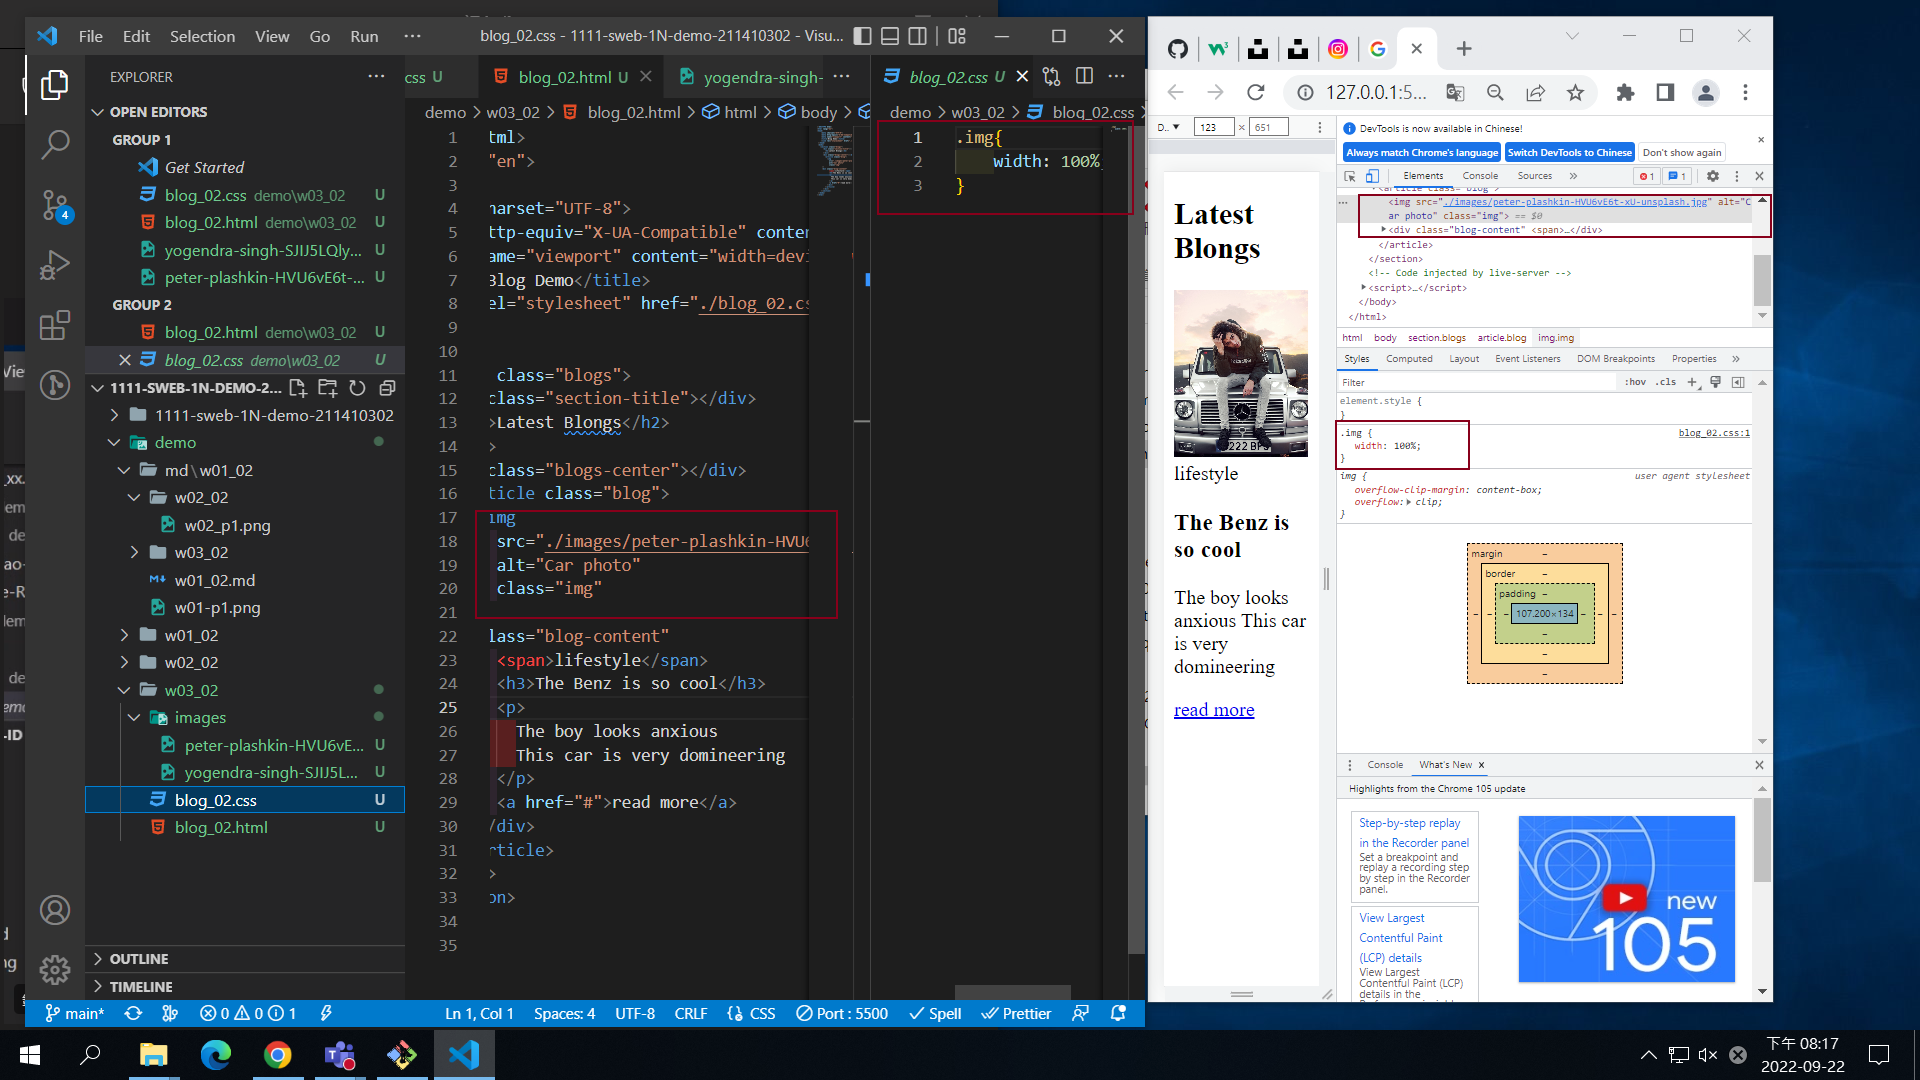 File Edit Selection View Go Run ···
blog_02.css - 1111-sweb-1N-demo-211410302 - Visu...
EXPLORER ···
OPEN EDITORS
GROUP 1
Get Started
blog_02.css demo\w03_02 U
blog_02.html demo\w03_02 U
yogendra-singh-SJIJ5LQly... U
peter-plashkin-HVU6vE6t-... U
GROUP 2
blog_02.html demo\w03_02 U
blog_02.css demo\w03_02 U
1111-SWEB-1N-DEMO-2...
1111-sweb-1N-demo-211410302
demo
md\w01_02
w02_02
w02_p1.png
w03_02
w01_02.md
w01-p1.png
w01_02
w02_02
w03_02
images
peter-plashkin-HVU6vE... U
yogendra-singh-SJIJ5L... U
blog_02.css U
blog_02.html U
OUTLINE
TIMELINE
4
css U
blog_02.html U
yogendra-singh- ···
demo > w03_02 > blog_02.html > html > body >
1 tml>
2 "en">
3
4 harset="UTF-8">
5 ttp-equiv="X-UA-Compatible" conten
6 ame="viewport" content="width=devi
7 Blog Demo</title>
8 el="stylesheet" href="./blog_02.cs
9
10
11 class="blogs">
12 class="section-title"></div>
13 >Latest Blongs</h2>
14 >
15 class="blogs-center"></div>
16 ticle class="blog">
17 img
18 src="./images/peter-plashkin-HVU6
19 alt="Car photo"
20 class="img"
21
22 lass="blog-content"
23 <span>lifestyle</span>
24 <h3>The Benz is so cool</h3>
25 <p>
26 The boy looks anxious
27 This car is very domineering
28 </p>
29 <a href="#">read more</a>
30 /div>
31 rticle>
32 >
33 on>
34
35
blog_02.css U
demo > w03_02 > blog_02.css
1 .img{
2 width: 100%
3 }
main* 0 0 1
Ln 1, Col 1 Spaces: 4 UTF-8 CRLF CSS Port : 5500 Spell Prettier
127.0.0.1:5...
D.. ▼ 123 × 651
Latest
Blongs
lifestyle
The Benz is
so cool
The boy looks
anxious This car
is very
domineering
read more
DevTools is now available in Chinese!
Always match Chrome's language Switch DevTools to Chinese Don't show again
Elements Console Sources » 1 1
<article class="blog">
<img src="./images/peter-plashkin-HVU6vE6t-xU-unsplash.jpg" alt="C
ar photo" class="img"> == $0
<div class="blog-content" <span>…</div>
</article>
</section>
<!-- Code injected by live-server -->
<script>…</script>
</body>
</html>
html body section.blogs article.blog img.img
Styles Computed Layout Event Listeners DOM Breakpoints Properties »
Filter :hov .cls +
element.style {
}
.img { blog_02.css:1
width: 100%;
}
img { user agent stylesheet
overflow-clip-margin: content-box;
overflow: clip;
}
margin –
border –
padding –
107.200×134
Console What's New
Highlights from the Chrome 105 update
Step-by-step replay
in the Recorder panel
Set a breakpoint and
replay a recording step
by step in the Recorder
panel.
View Largest
Contentful Paint
(LCP) details
View Largest
Contentful Paint (LCP)
details in the
new
105
下午 08:17
2022-09-22